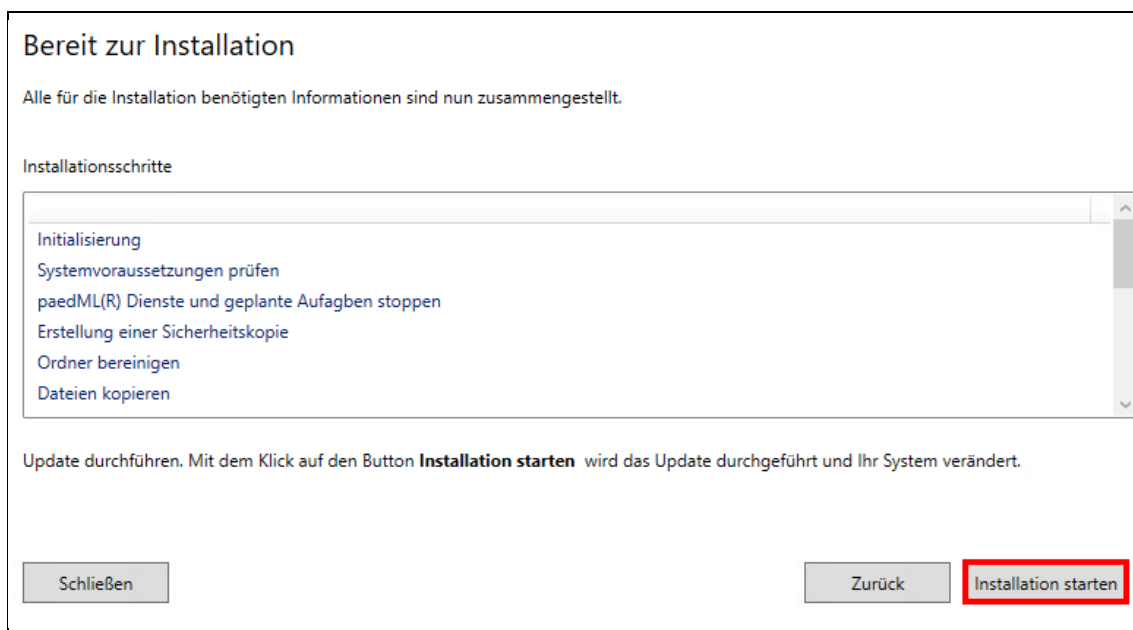 Bereit zur Installation
Alle für die Installation benötigten Informationen sind nun zusammengestellt.
Installationsschritte
Initialisierung
Systemvoraussetzungen prüfen
paedML(R) Dienste und geplante Aufagben stoppen
Erstellung einer Sicherheitskopie
Ordner bereinigen
Dateien kopieren
Update durchführen. Mit dem Klick auf den Button Installation starten wird das Update durchgeführt und Ihr System verändert.
Schließen Zurück Installation starten